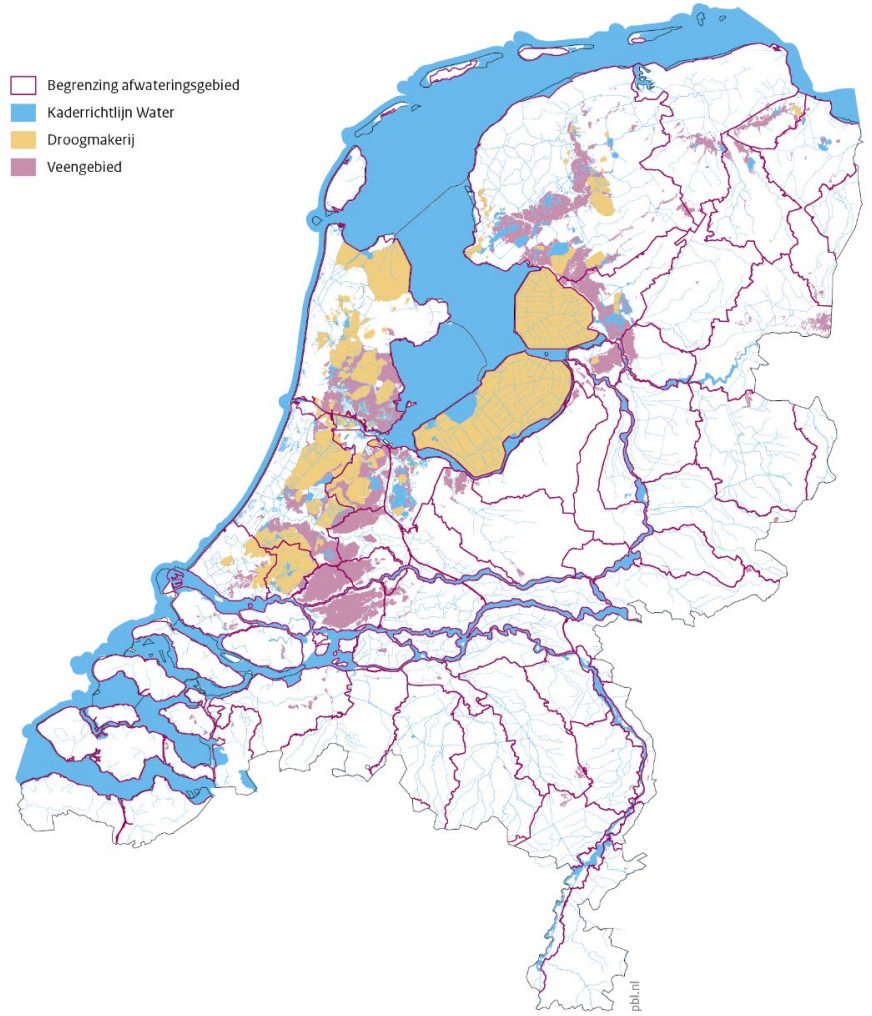 Begrenzing afwateringsgebied
Kaderrichtlijn Water
Droogmakerij
Veengebied
pbl.nl